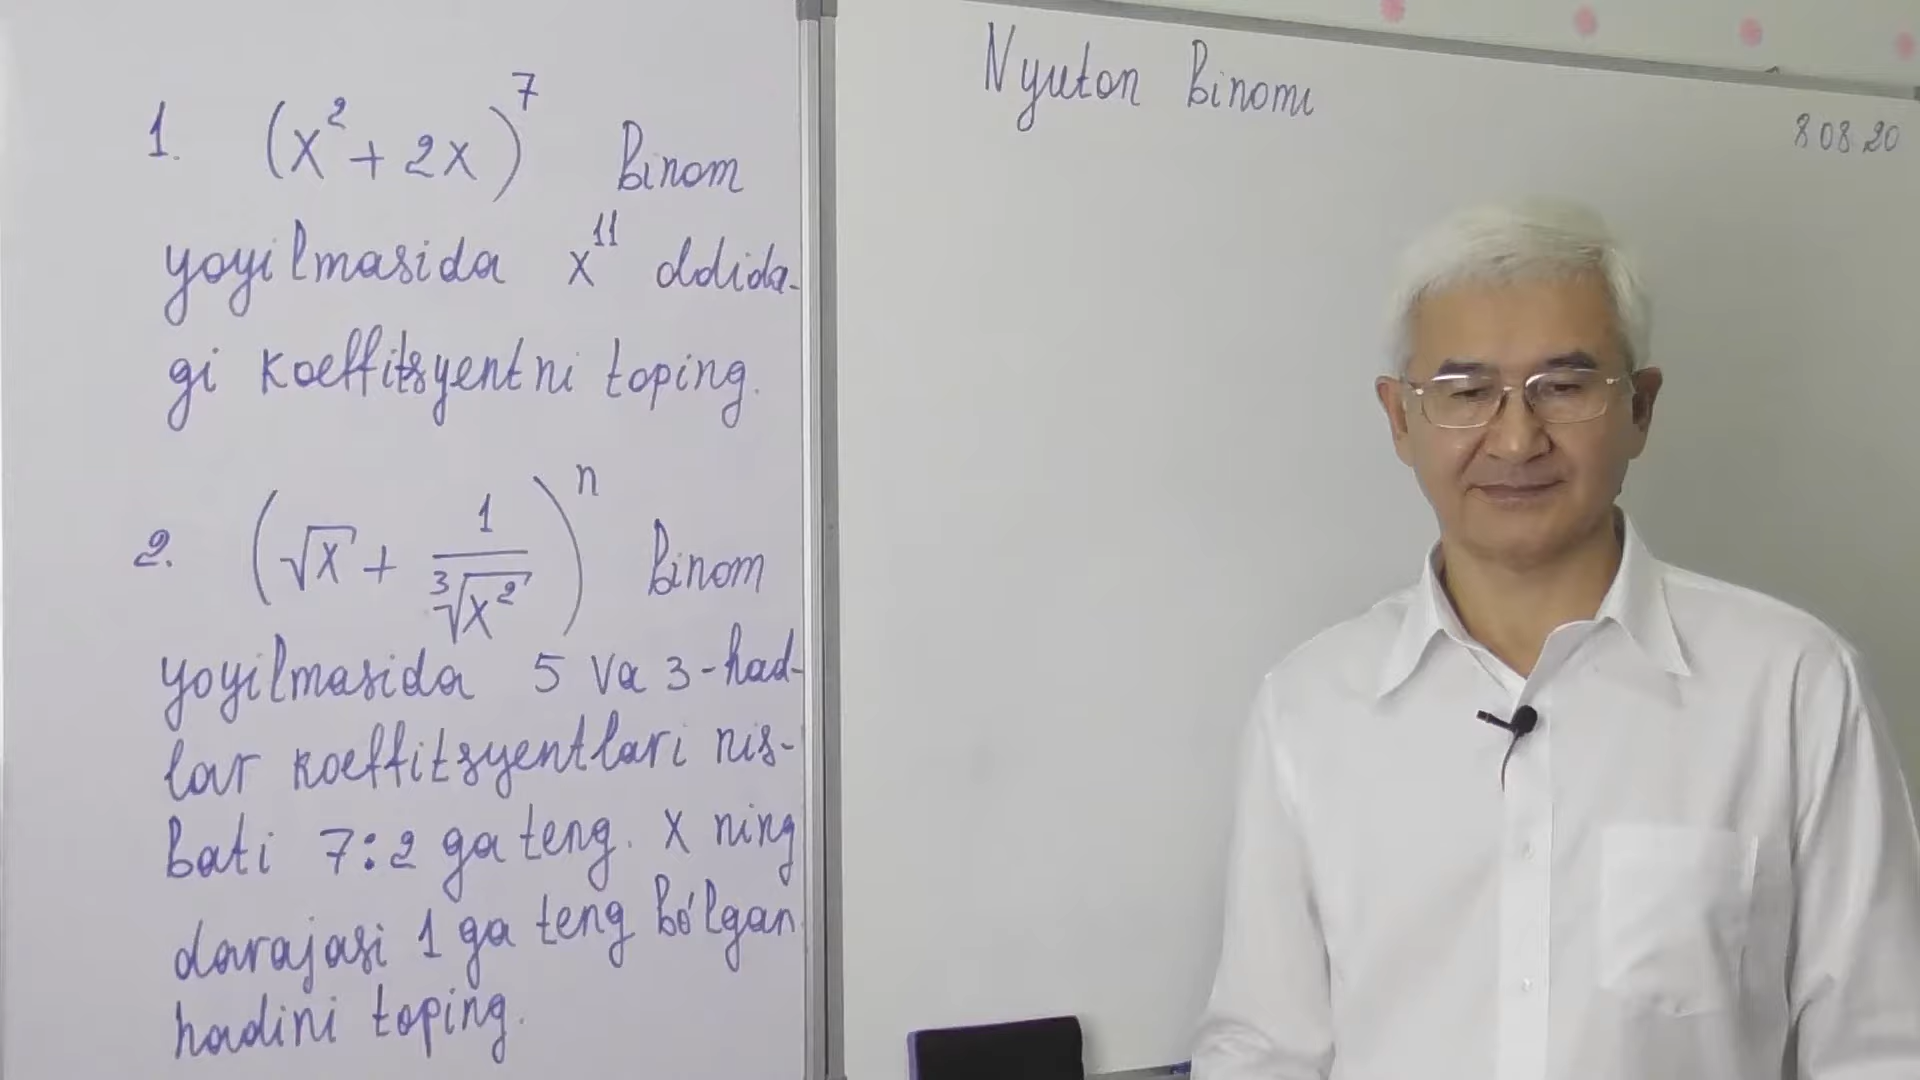 1. (x² + 2x)⁷ Binom
yoyilmasida x¹¹ oldida-
gi koeffitsyentni toping.
2. (√x + 1/∛x²)ⁿ Binom
yoyilmasida 5 va 3-had-
lar koeffitsyentlari nis-
bati 7:2 ga teng. x ning
darajasi 1 ga teng bo'lgan
hadini toping.
Nyuton Binomi
8 08.20